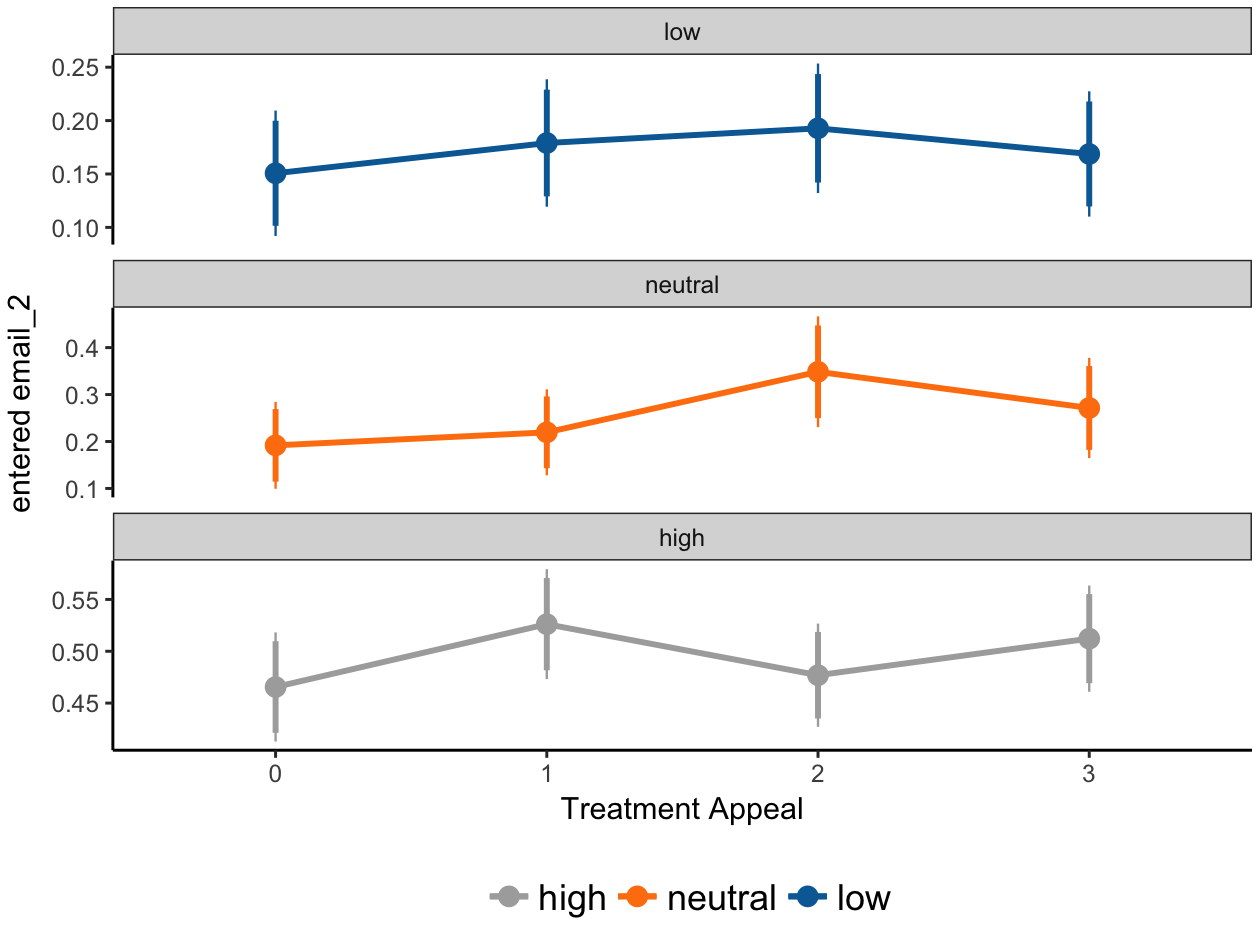 low
0.25
0.20
0.15
0.10
neutral
0.4
0.3
0.2
0.1
entered email_2
high
0.55
0.50
0.45
0 1 2 3
Treatment Appeal
high neutral low